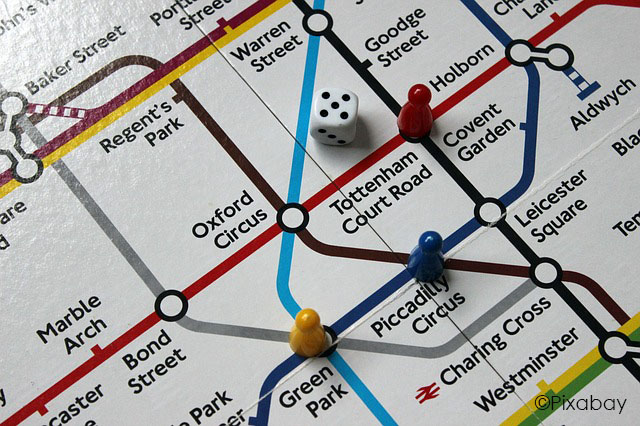 Baker Street
Warren
Street
Goodge
Street
Holborn
Aldwych
Regent's
Park
Covent
Garden
Tottenham
Court Road
Oxford
Circus
Leicester
Square
Piccadilly
Circus
Marble
Arch
Bond
Street
Charing Cross
Westminster
Green
Park
Park
©Pixabay